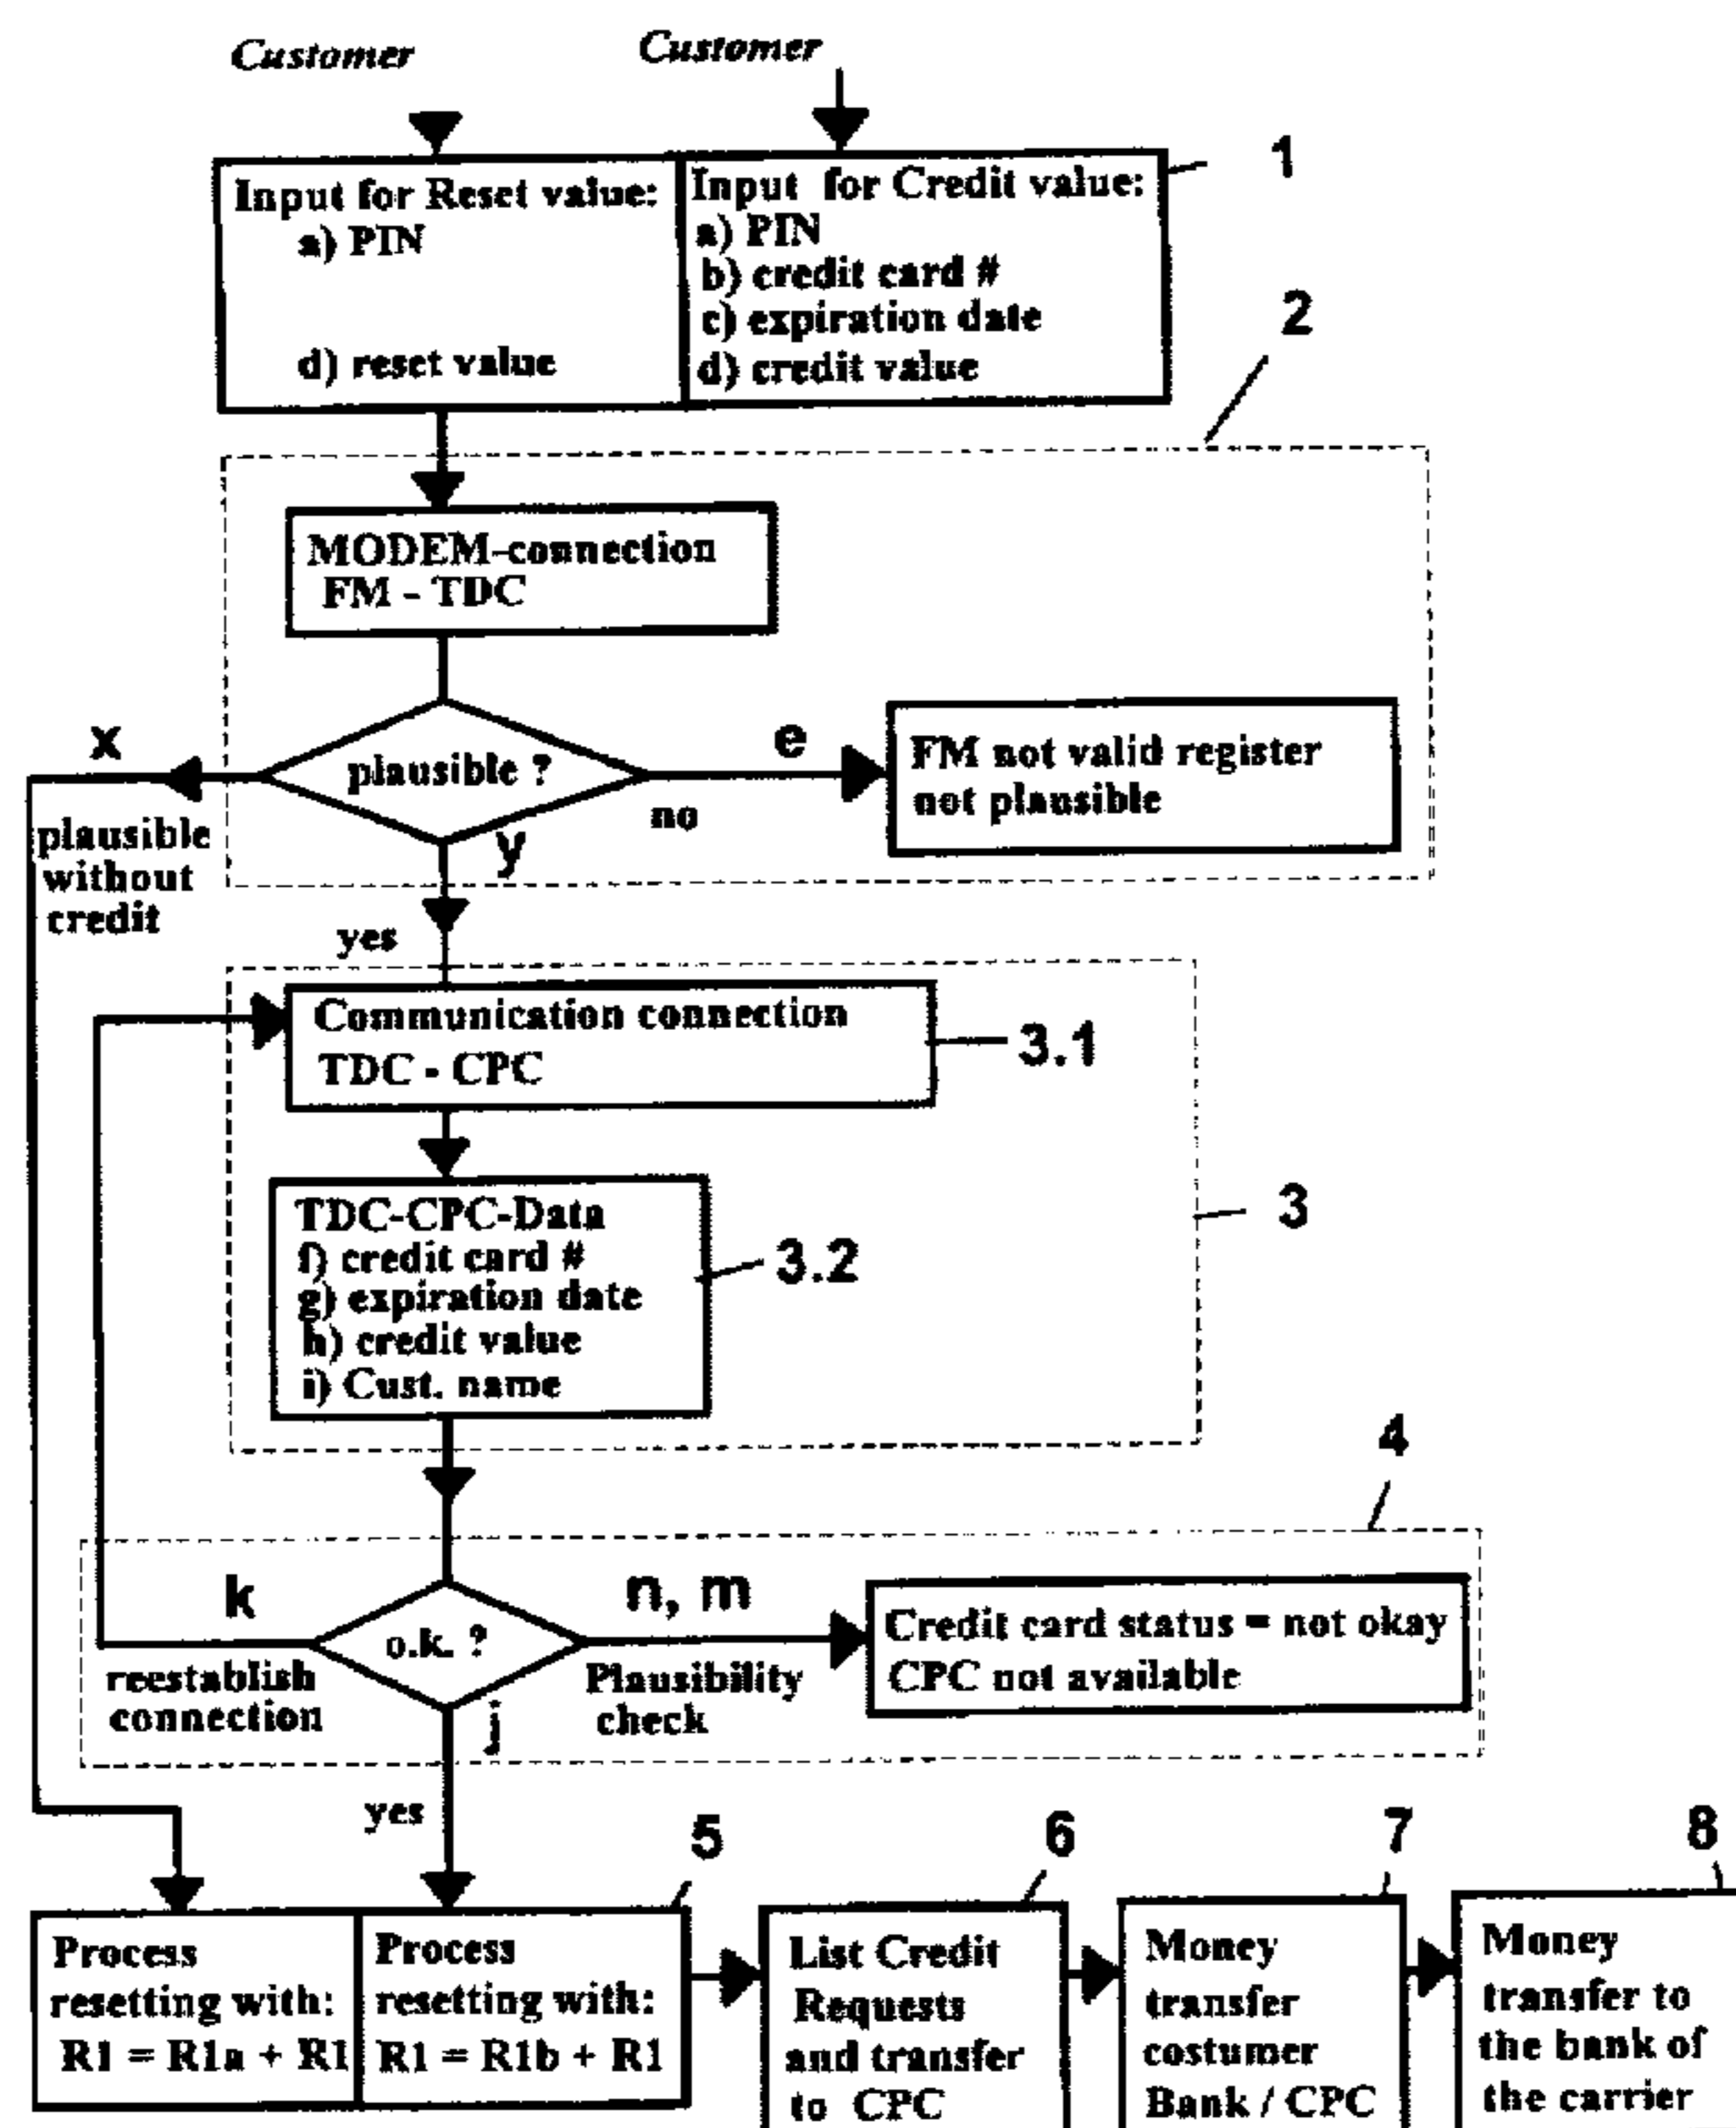 Customer
Customer
1
Input for Reset value:
a) PIN
d) reset value
Input for Credit value:
a) PIN
b) credit card #
c) expiration date
d) credit value
2
MODEM-connection
FM - TDC
x
plausible ?
e
FM not valid register
not plausible
no
y
plausible
without
credit
yes
Communication connection
TDC - CPC
3.1
TDC-CPC-Data
f) credit card #
g) expiration date
h) credit value
i) Cust. name
3.2
3
4
k
n, m
o.k. ?
Credit card status = not okay
CPC not available
reestablish
connection
Plausibility
check
j
yes
5
6
7
8
Process
resetting with:
R1 = R1a + R1
Process
resetting with:
R1 = R1b + R1
List Credit
Requests
and transfer
to CPC
Money
transfer
costumer
Bank / CPC
Money
transfer to
the bank of
the carrier